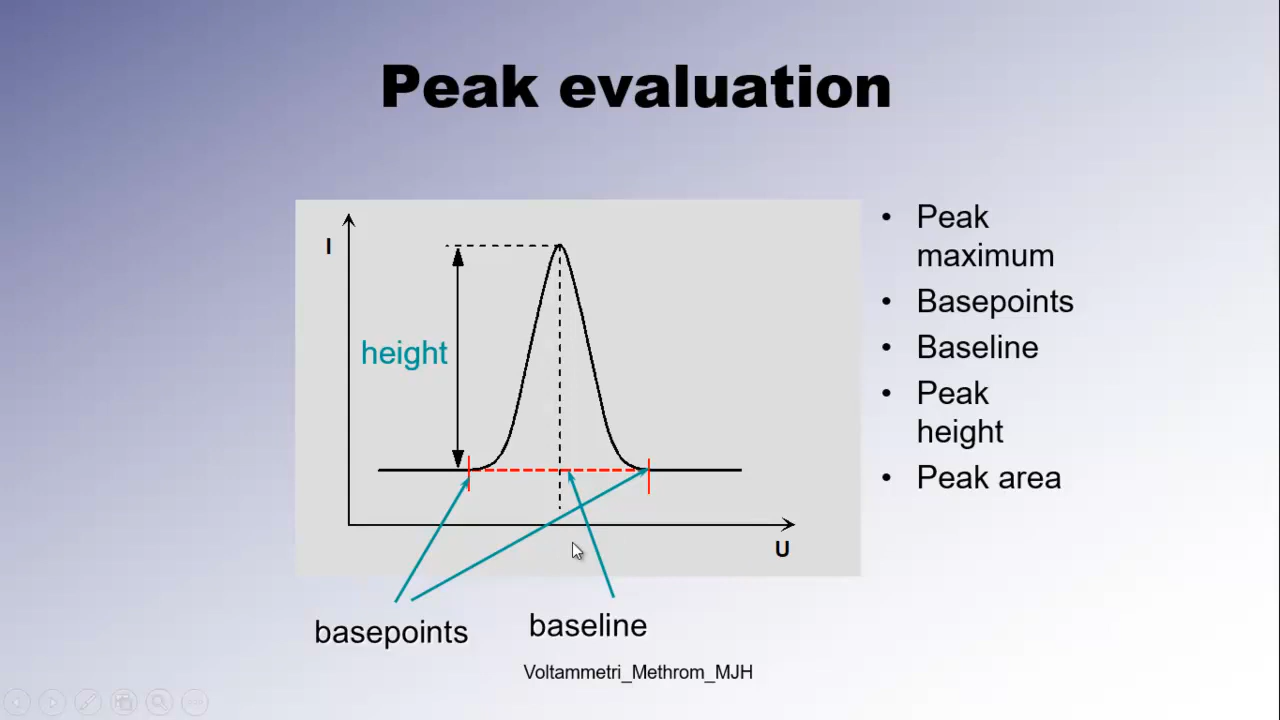 Peak evaluation
I
height
U
basepoints
baseline
• Peak
maximum
• Basepoints
• Baseline
• Peak
height
• Peak area
Voltammetri_Methrom_MJH